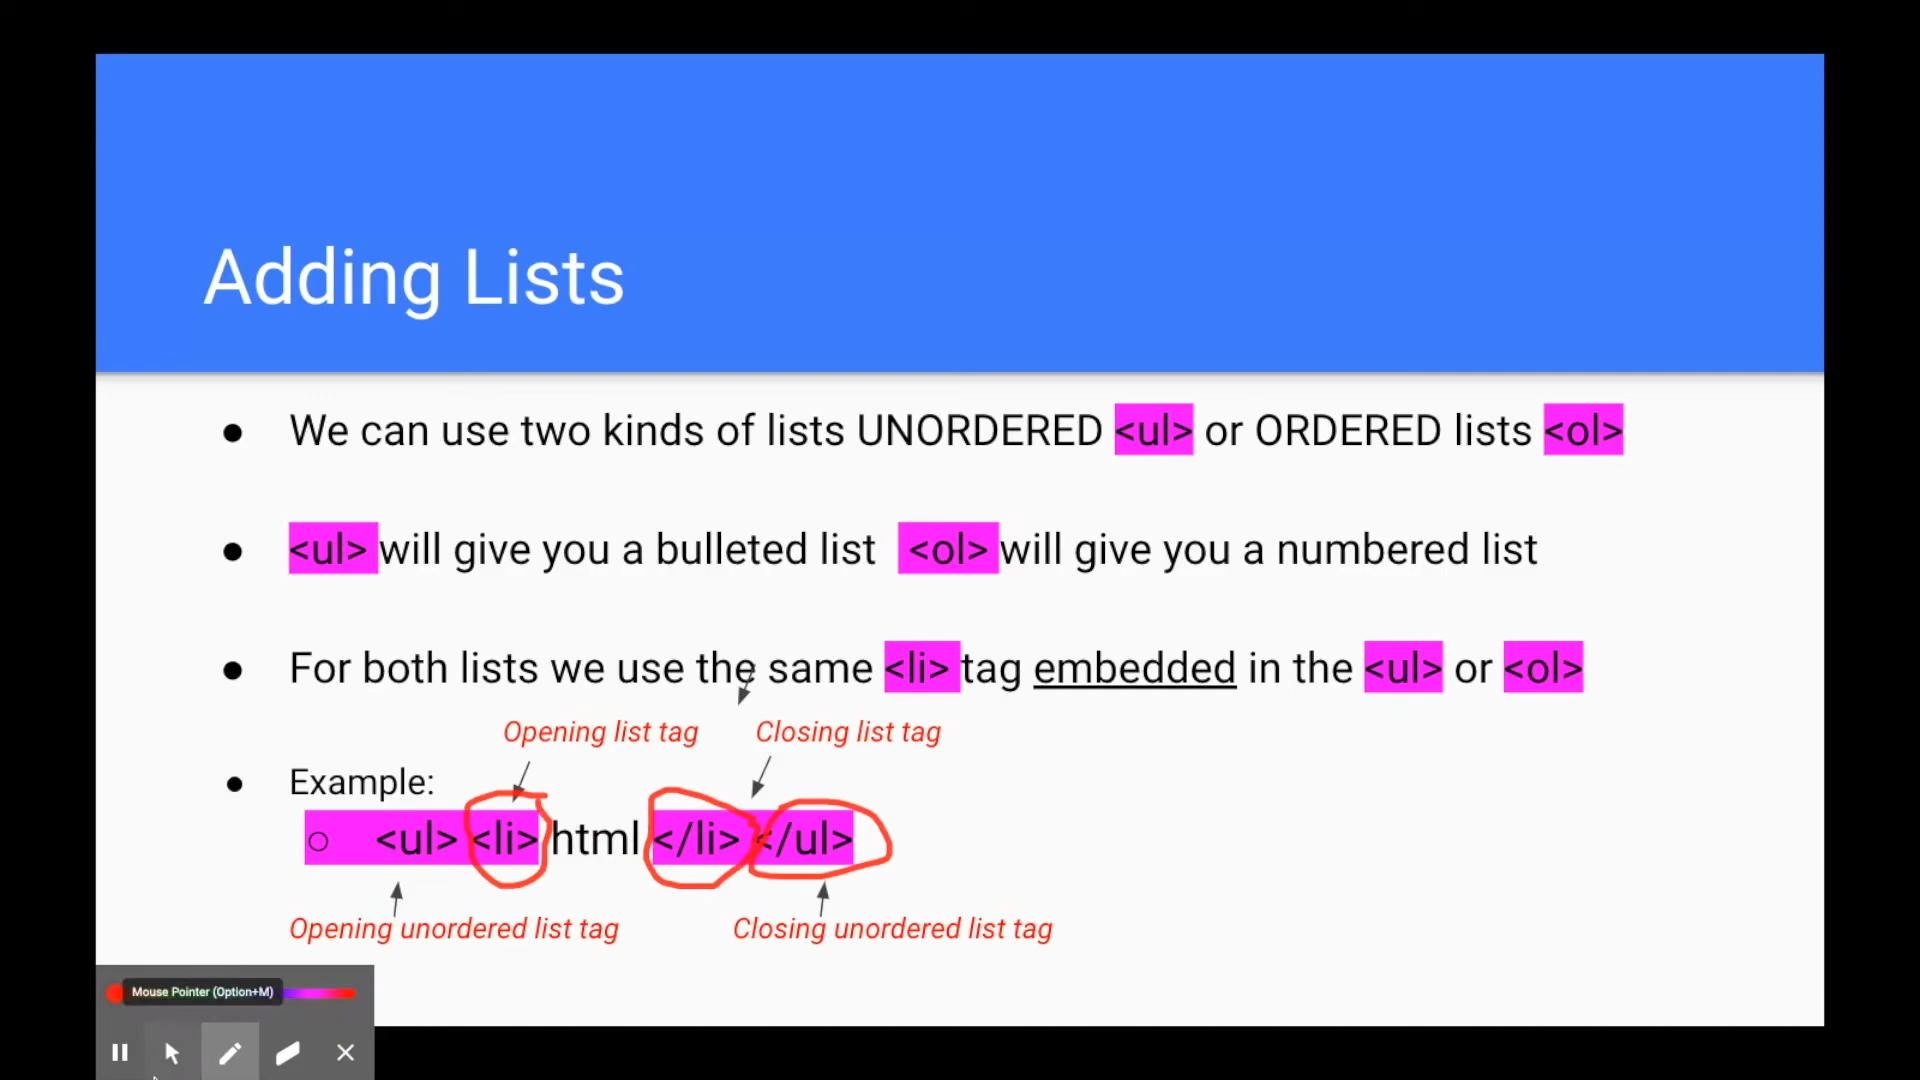 Adding Lists
● We can use two kinds of lists UNORDERED <ul> or ORDERED lists <ol>
● <ul> will give you a bulleted list <ol> will give you a numbered list
● For both lists we use the same <li> tag embedded in the <ul> or <ol>
Opening list tag Closing list tag
● Example:
○ <ul> <li> html </li> </ul>
Opening unordered list tag Closing unordered list tag
Mouse Pointer (Option+M)